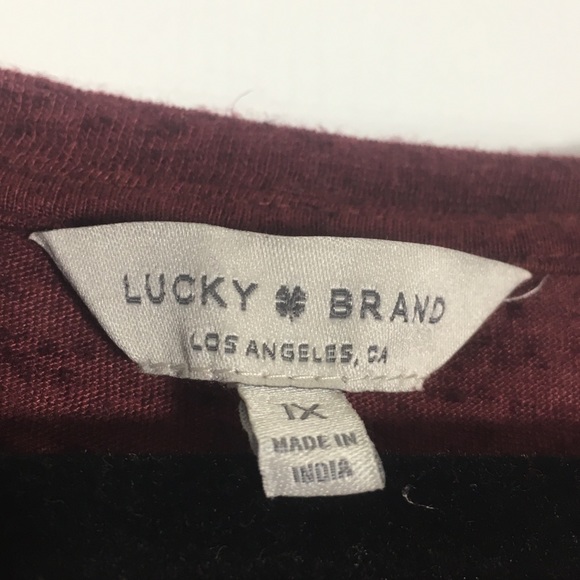 LUCKY BRAND
LOS ANGELES, CA
1X
MADE IN
INDIA